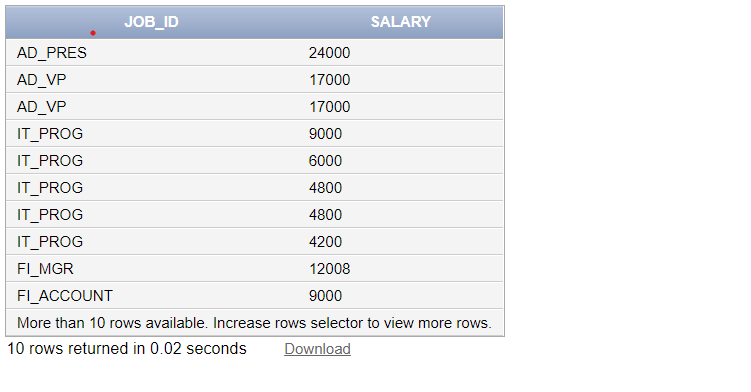 JOB_ID SALARY
AD_PRES 24000
AD_VP 17000
AD_VP 17000
IT_PROG 9000
IT_PROG 6000
IT_PROG 4800
IT_PROG 4800
IT_PROG 4200
FI_MGR 12008
FI_ACCOUNT 9000
More than 10 rows available. Increase rows selector to view more rows.
10 rows returned in 0.02 seconds Download